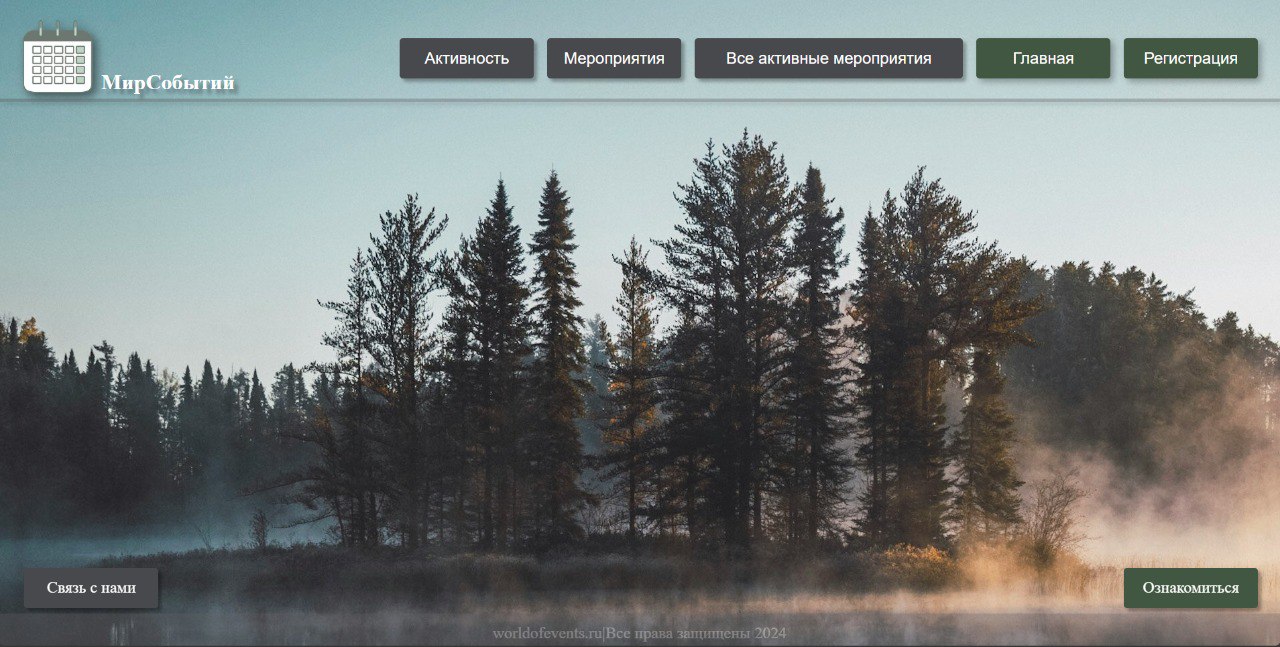 МирСобытий
Активность
Мероприятия
Все активные мероприятия
Главная
Регистрация
Связь с нами
Ознакомиться
worldofevents.ru|Все права защищены 2024